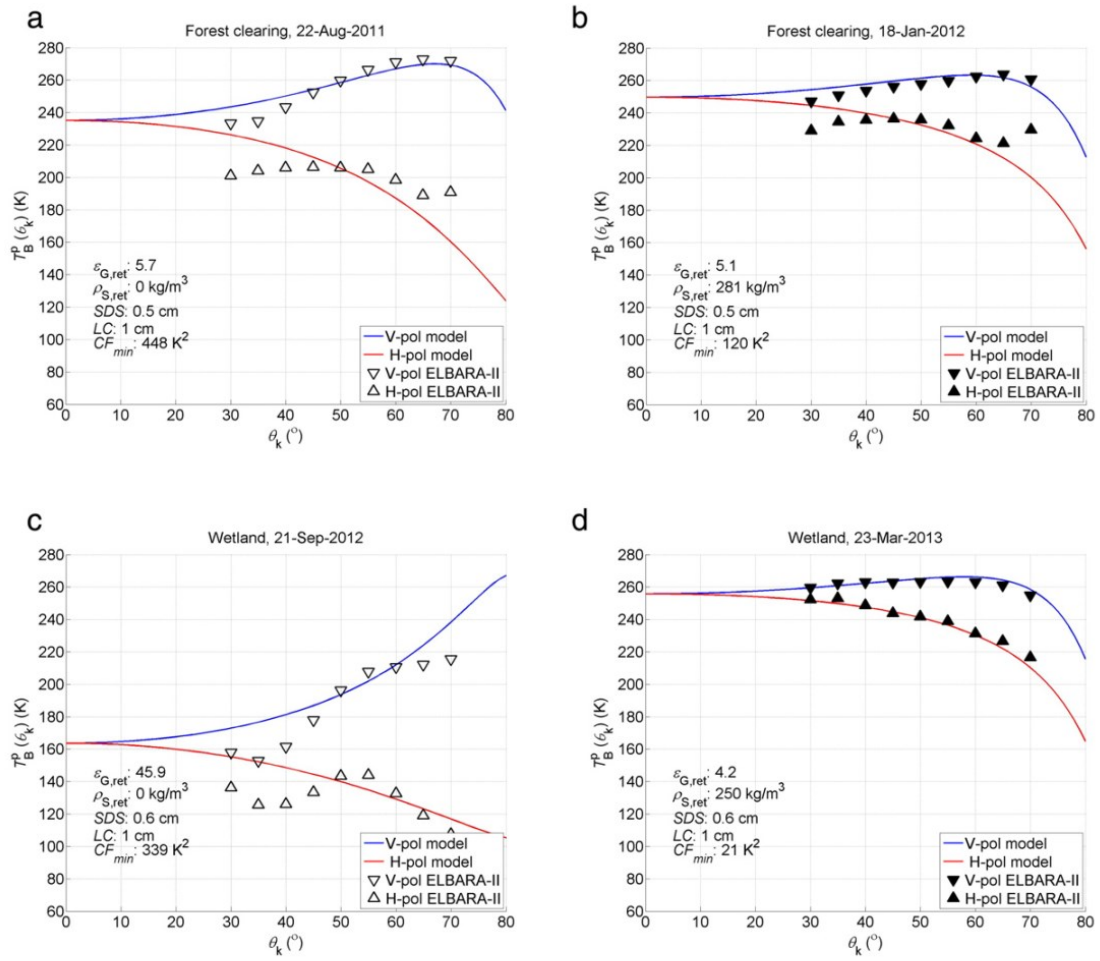 a
Forest clearing, 22-Aug-2011
280
260
240
220
200
180
160
140
120
100
80
60
T_B^p (θ_k) (K)
ε_G,ret: 5.7
ρ_S,ret: 0 kg/m³
SDS: 0.5 cm
LC: 1 cm
CF_min: 448 K²
V-pol model
H-pol model
V-pol ELBARA-II
H-pol ELBARA-II
0 10 20 30 40 50 60 70 80
θ_k (°)
b
Forest clearing, 18-Jan-2012
280
260
240
220
200
180
160
140
120
100
80
60
T_B^p (θ_k) (K)
ε_G,ret: 5.1
ρ_S,ret: 281 kg/m³
SDS: 0.5 cm
LC: 1 cm
CF_min: 120 K²
V-pol model
H-pol model
V-pol ELBARA-II
H-pol ELBARA-II
0 10 20 30 40 50 60 70 80
θ_k (°)
c
Wetland, 21-Sep-2012
280
260
240
220
200
180
160
140
120
100
80
60
T_B^p (θ_k) (K)
ε_G,ret: 45.9
ρ_S,ret: 0 kg/m³
SDS: 0.6 cm
LC: 1 cm
CF_min: 339 K²
V-pol model
H-pol model
V-pol ELBARA-II
H-pol ELBARA-II
0 10 20 30 40 50 60 70 80
θ_k (°)
d
Wetland, 23-Mar-2013
280
260
240
220
200
180
160
140
120
100
80
60
T_B^p (θ_k) (K)
ε_G,ret: 4.2
ρ_S,ret: 250 kg/m³
SDS: 0.6 cm
LC: 1 cm
CF_min: 21 K²
V-pol model
H-pol model
V-pol ELBARA-II
H-pol ELBARA-II
0 10 20 30 40 50 60 70 80
θ_k (°)